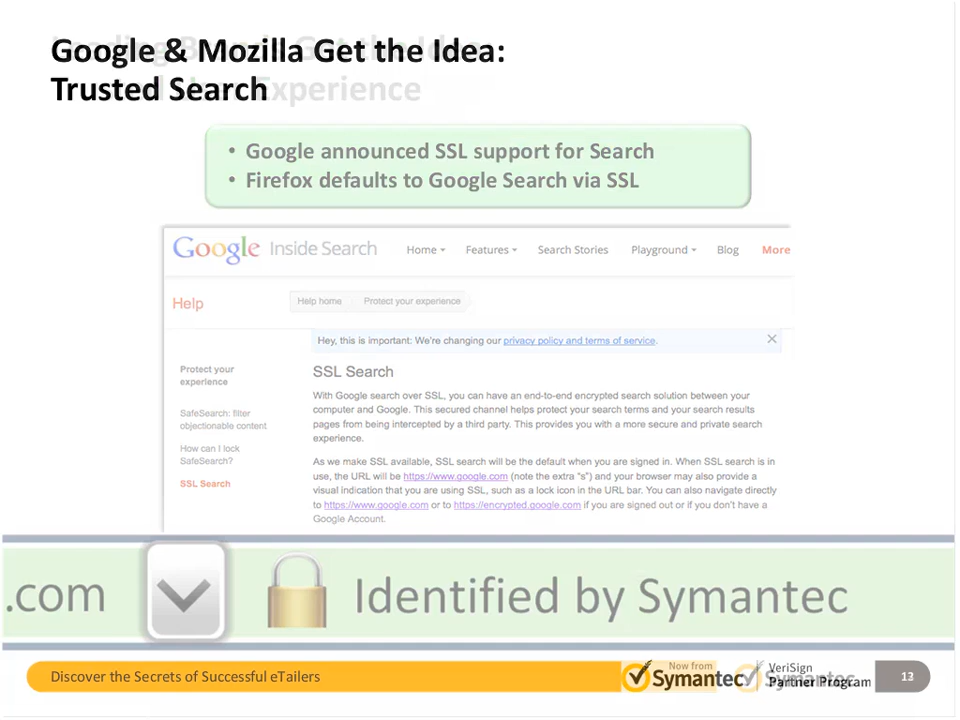 Google & Mozilla Get the Idea:
Trusted Search
Experience
• Google announced SSL support for Search
• Firefox defaults to Google Search via SSL
Google Inside Search Home Features Search Stories Playground Blog More
Help Help home Protect your experience
Hey, this is important: We're changing our privacy policy and terms of service.
Protect your
experience
SafeSearch: filter
objectionable content
How can I lock
SafeSearch?
SSL Search
SSL Search
With Google search over SSL, you can have an end-to-end encrypted search solution between your
computer and Google. This secured channel helps protect your search terms and your search results
pages from being intercepted by a third party. This provides you with a more secure and private search
experience.
As we make SSL available, SSL search will be the default when you are signed in. When SSL search is in
use, the URL will be https://www.google.com (note the extra "s") and your browser may also provide a
visual indication that you are using SSL, such as a lock icon in the URL bar. You can also navigate directly
to https://www.google.com or to https://encrypted.google.com if you are signed out or if you don't have a
Google Account.
.com Identified by Symantec
Discover the Secrets of Successful eTailers
Now from
Symantec
VeriSign
Partner Program
Symantec
13